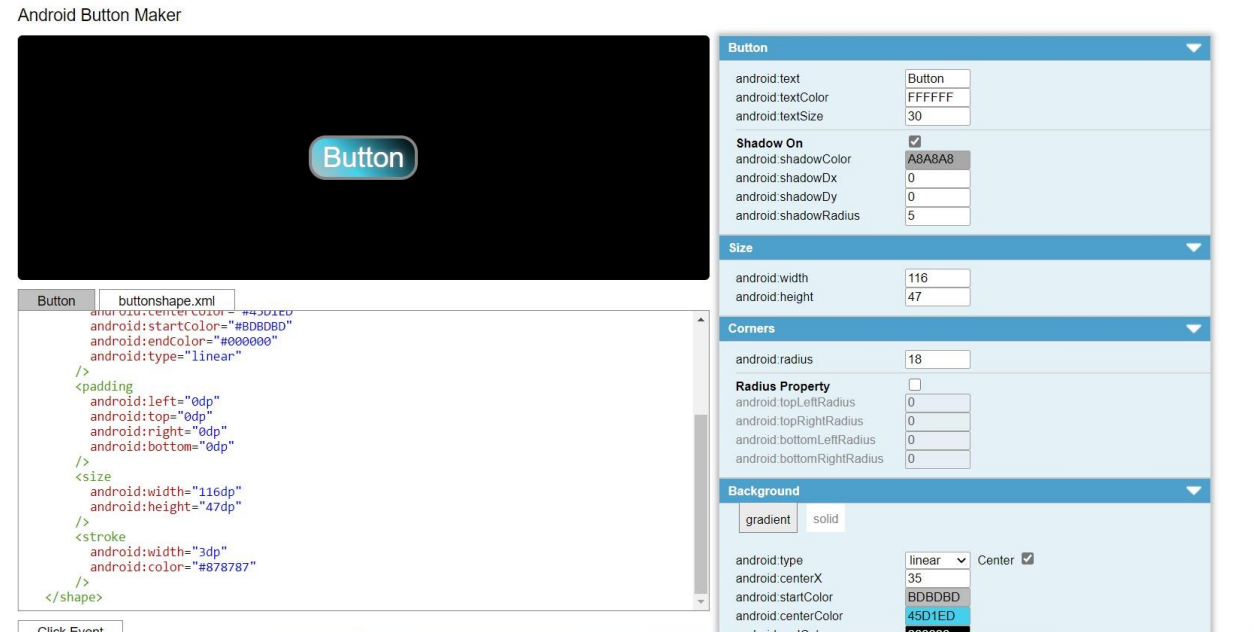 Android Button Maker
Button
Button
buttonshape.xml
android:centerColor="#45D1ED"
android:startColor="#BDBDBD"
android:endColor="#000000"
android:type="linear"
/>
<padding
android:left="0dp"
android:top="0dp"
android:right="0dp"
android:bottom="0dp"
/>
<size
android:width="116dp"
android:height="47dp"
/>
<stroke
android:width="3dp"
android:color="#878787"
/>
</shape>
Click Event
Button
android:text Button
android:textColor FFFFFF
android:textSize 30
Shadow On
android:shadowColor A8A8A8
android:shadowDx 0
android:shadowDy 0
android:shadowRadius 5
Size
android:width 116
android:height 47
Corners
android:radius 18
Radius Property
android:topLeftRadius 0
android:topRightRadius 0
android:bottomLeftRadius 0
android:bottomRightRadius 0
Background
gradient solid
android:type linear Center
android:centerX 35
android:startColor BDBDBD
android:centerColor 45D1ED